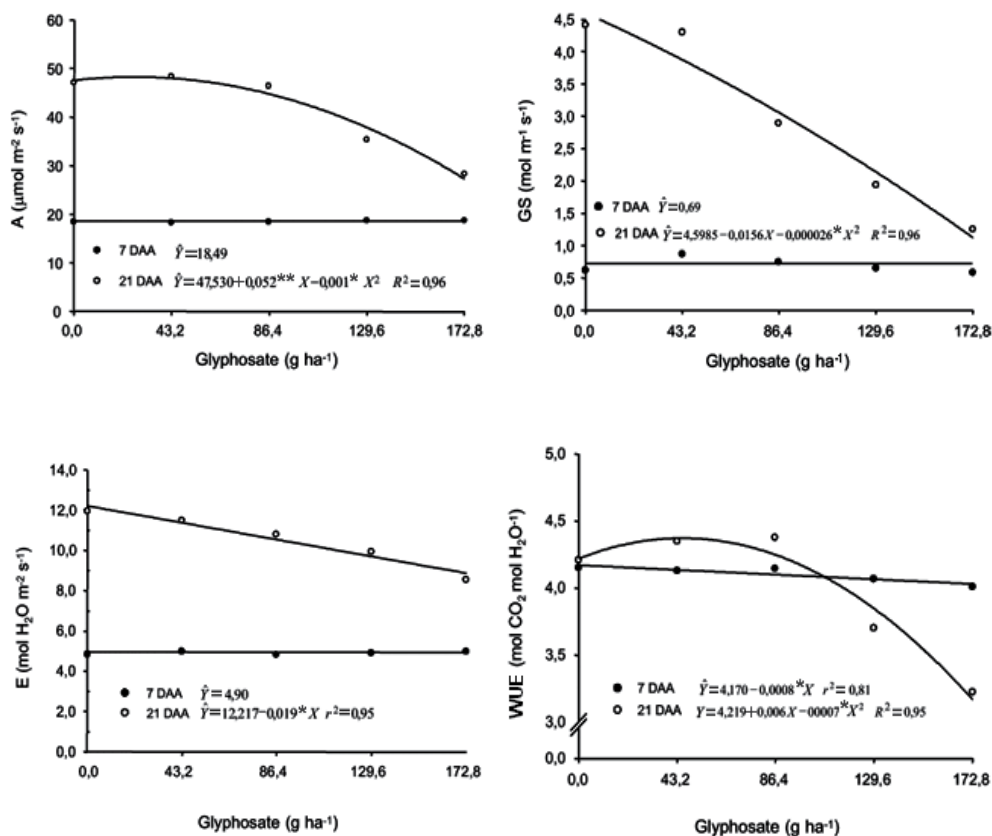 60
50
40
30
20
10
0
A (µmol m⁻² s⁻¹)
7 DAA Ŷ=18,49
21 DAA Ŷ=47,530+0,052** X−0,001* X² R²=0,96
0,0 43,2 86,4 129,6 172,8
Glyphosate (g ha⁻¹)
4,5
4,0
3,5
3,0
2,5
2,0
1,5
1,0
0,5
0,0
GS (mol m⁻¹ s⁻¹)
7 DAA Ŷ=0,69
21 DAA Ŷ=4,5985−0,0156X−0,000026*X² R²=0,96
0,0 43,2 86,4 129,6 172,8
Glyphosate (g ha⁻¹)
14,0
12,0
10,0
8,0
6,0
4,0
2,0
0,0
E (mol H₂O m⁻² s⁻¹)
7 DAA Ŷ=4,90
21 DAA Ŷ=12,217−0,019* X r²=0,95
0,0 43,2 86,4 129,6 172,8
Glyphosate (g ha⁻¹)
5,0
4,5
4,0
3,5
3,0
0,0
WUE (mol CO₂ mol H₂O⁻¹)
7 DAA Ŷ=4,170−0,0008*X r²=0,81
21 DAA Y=4,219+0,006X−00007*X² R²=0,95
0,0 43,2 86,4 129,6 172,8
Glyphosate (g ha⁻¹)